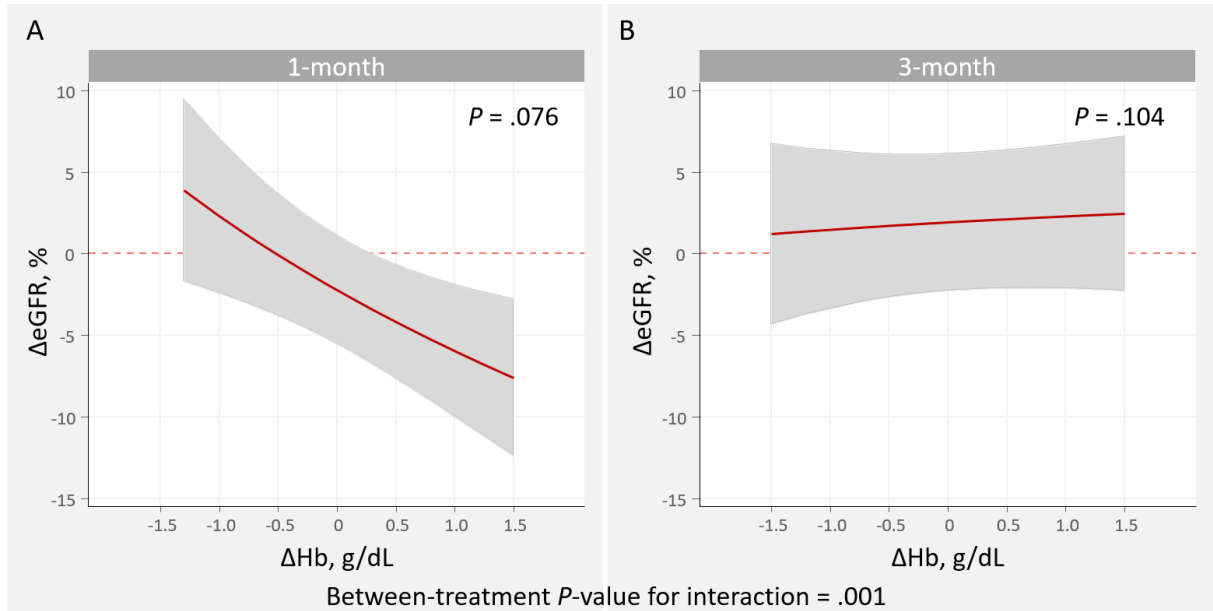 A
1-month
P = .076
10
5
0
-5
-10
-15
ΔeGFR, %
-1.5 -1.0 -0.5 0 0.5 1.0 1.5
ΔHb, g/dL
B
3-month
P = .104
10
5
0
-5
-10
-15
ΔeGFR, %
-1.5 -1.0 -0.5 0 0.5 1.0 1.5
ΔHb, g/dL
Between-treatment P-value for interaction = .001